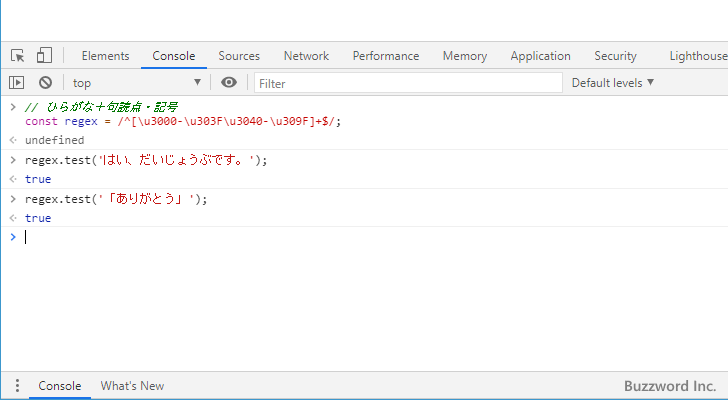 Elements Console Sources Network Performance Memory Application Security Lighthouse
top Filter Default levels
// ひらがな＋句読点・記号
const regex = /^[\u3000-\u303F\u3040-\u309F]+$/;
undefined
regex.test('はい、だいじょうぶです。');
true
regex.test('「ありがとう」');
true
Console What's New
Buzzword Inc.